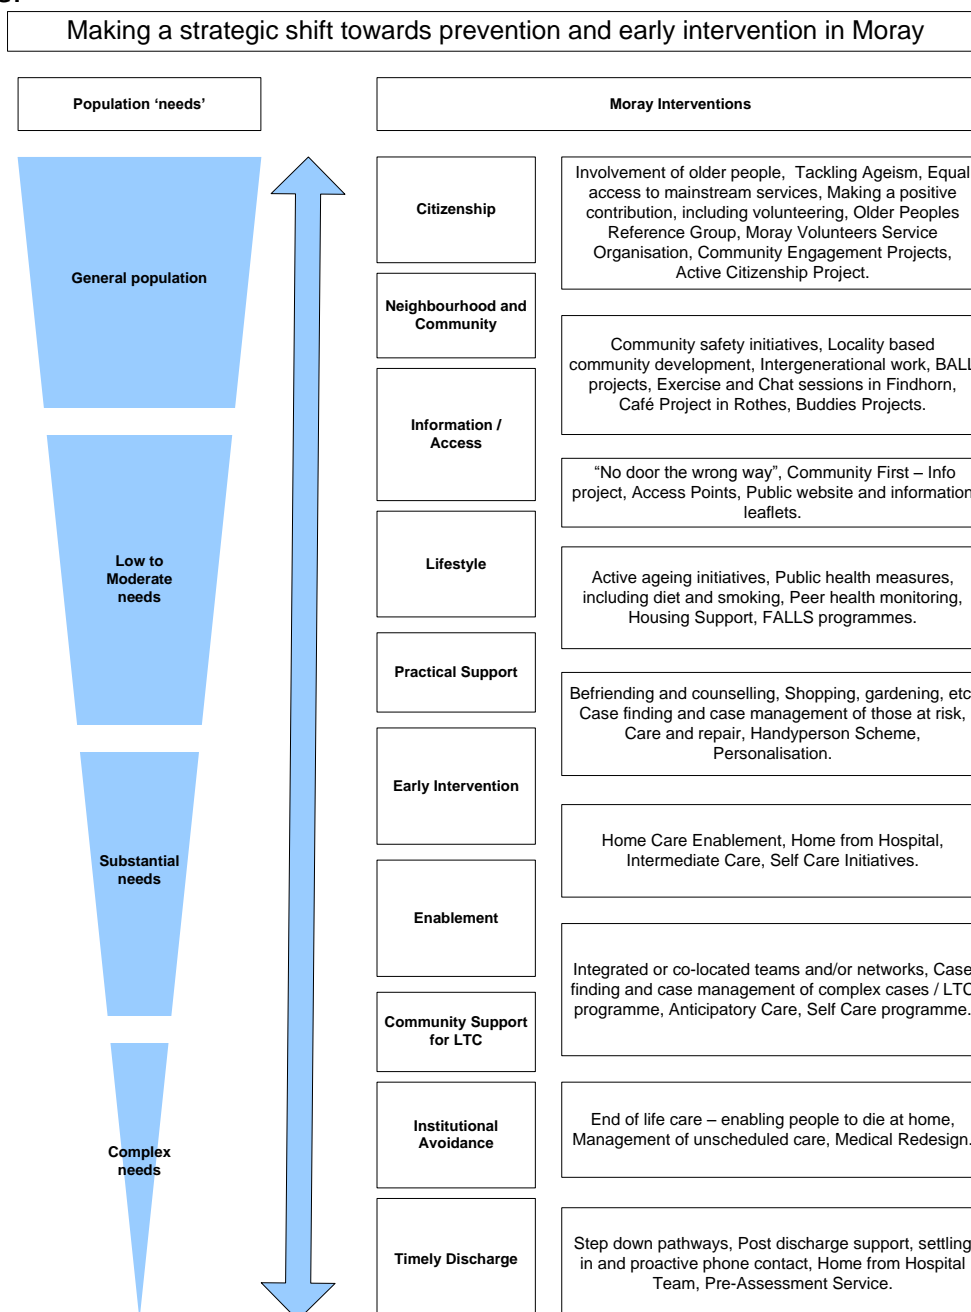 Making a strategic shift towards prevention and early intervention in Moray
Population ‘needs’
Moray Interventions
General population
Low to
Moderate
needs
Substantial
needs
Complex
needs
Citizenship
Neighbourhood and
Community
Information /
Access
Lifestyle
Practical Support
Early Intervention
Enablement
Community Support
for LTC
Institutional
Avoidance
Timely Discharge
Involvement of older people, Tackling Ageism, Equal
access to mainstream services, Making a positive
contribution, including volunteering, Older Peoples
Reference Group, Moray Volunteers Service
Organisation, Community Engagement Projects,
Active Citizenship Project.
Community safety initiatives, Locality based
community development, Intergenerational work, BALL
projects, Exercise and Chat sessions in Findhorn,
Café Project in Rothes, Buddies Projects.
“No door the wrong way”, Community First – Info
project, Access Points, Public website and information
leaflets.
Active ageing initiatives, Public health measures,
including diet and smoking, Peer health monitoring,
Housing Support, FALLS programmes.
Befriending and counselling, Shopping, gardening, etc
Case finding and case management of those at risk,
Care and repair, Handyperson Scheme,
Personalisation.
Home Care Enablement, Home from Hospital,
Intermediate Care, Self Care Initiatives.
Integrated or co-located teams and/or networks, Case
finding and case management of complex cases / LTC
programme, Anticipatory Care, Self Care programme.
End of life care – enabling people to die at home,
Management of unscheduled care, Medical Redesign.
Step down pathways, Post discharge support, settling
in and proactive phone contact, Home from Hospital
Team, Pre-Assessment Service.